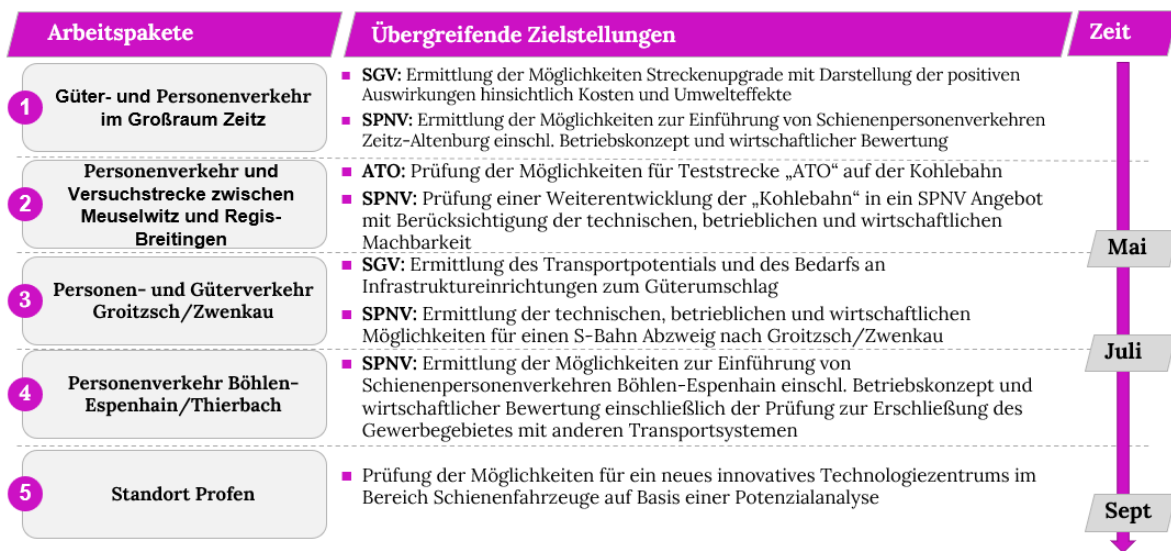 Arbeitspakete
Übergreifende Zielstellungen
Zeit
1
Güter- und Personenverkehr
im Großraum Zeitz
SGV: Ermittlung der Möglichkeiten Streckenupgrade mit Darstellung der positiven
Auswirkungen hinsichtlich Kosten und Umwelteffekte
SPNV: Ermittlung der Möglichkeiten zur Einführung von Schienenpersonenverkehren
Zeitz-Altenburg einschl. Betriebskonzept und wirtschaftlicher Bewertung
2
Personenverkehr und
Versuchstrecke zwischen
Meuselwitz und Regis-
Breitingen
ATO: Prüfung der Möglichkeiten für Teststrecke „ATO" auf der Kohlebahn
SPNV: Prüfung einer Weiterentwicklung der „Kohlebahn" in ein SPNV Angebot
mit Berücksichtigung der technischen, betrieblichen und wirtschaftlichen
Machbarkeit
Mai
3
Personen- und Güterverkehr
Groitzsch/Zwenkau
SGV: Ermittlung des Transportpotentials und des Bedarfs an
Infrastruktureinrichtungen zum Güterumschlag
SPNV: Ermittlung der technischen, betrieblichen und wirtschaftlichen
Möglichkeiten für einen S-Bahn Abzweig nach Groitzsch/Zwenkau
Juli
4
Personenverkehr Böhlen-
Espenhain/Thierbach
SPNV: Ermittlung der Möglichkeiten zur Einführung von
Schienenpersonenverkehren Böhlen-Espenhain einschl. Betriebskonzept und
wirtschaftlicher Bewertung einschließlich der Prüfung zur Erschließung des
Gewerbegebietes mit anderen Transportsystemen
5
Standort Profen
Prüfung der Möglichkeiten für ein neues innovatives Technologiezentrums im
Bereich Schienenfahrzeuge auf Basis einer Potenzialanalyse
Sept